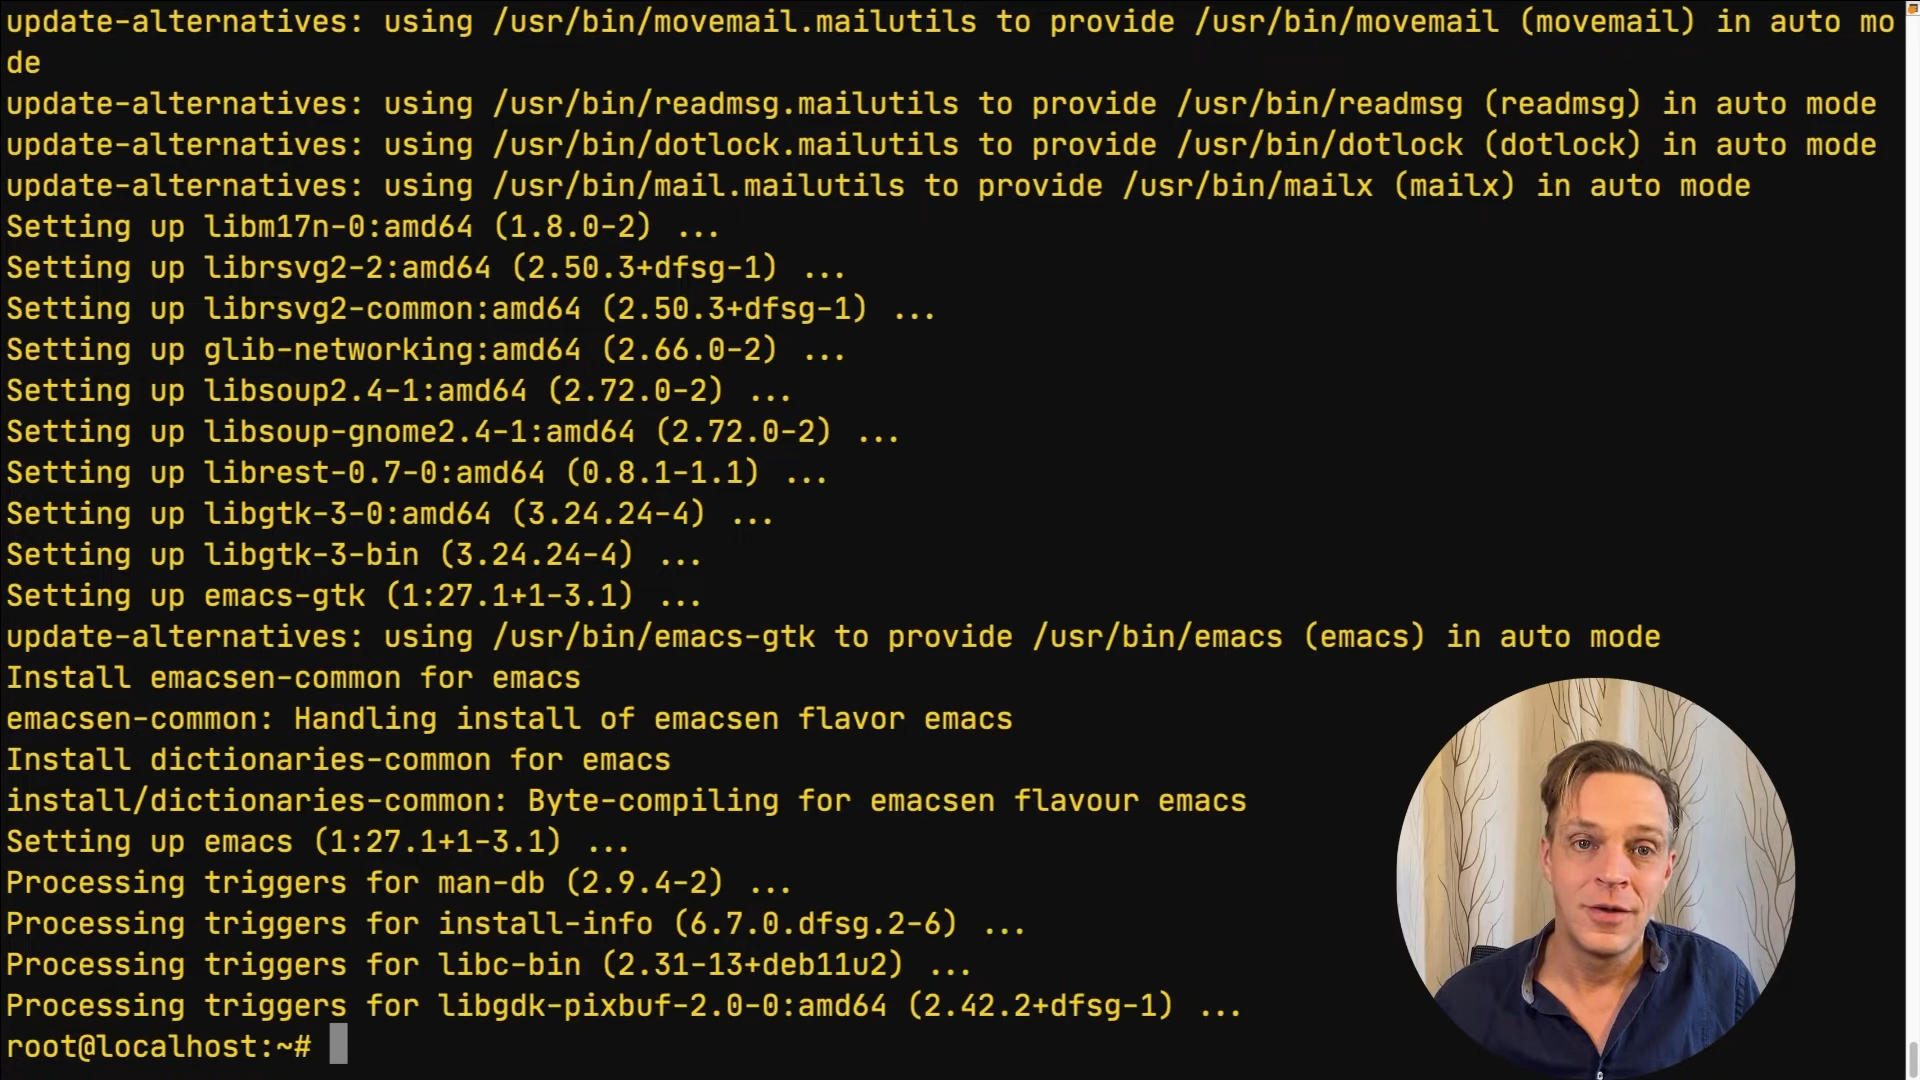 update-alternatives: using /usr/bin/movemail.mailutils to provide /usr/bin/movemail (movemail) in auto mo
de
update-alternatives: using /usr/bin/readmsg.mailutils to provide /usr/bin/readmsg (readmsg) in auto mode
update-alternatives: using /usr/bin/dotlock.mailutils to provide /usr/bin/dotlock (dotlock) in auto mode
update-alternatives: using /usr/bin/mail.mailutils to provide /usr/bin/mailx (mailx) in auto mode
Setting up libm17n-0:amd64 (1.8.0-2) ...
Setting up librsvg2-2:amd64 (2.50.3+dfsg-1) ...
Setting up librsvg2-common:amd64 (2.50.3+dfsg-1) ...
Setting up glib-networking:amd64 (2.66.0-2) ...
Setting up libsoup2.4-1:amd64 (2.72.0-2) ...
Setting up libsoup-gnome2.4-1:amd64 (2.72.0-2) ...
Setting up librest-0.7-0:amd64 (0.8.1-1.1) ...
Setting up libgtk-3-0:amd64 (3.24.24-4) ...
Setting up libgtk-3-bin (3.24.24-4) ...
Setting up emacs-gtk (1:27.1+1-3.1) ...
update-alternatives: using /usr/bin/emacs-gtk to provide /usr/bin/emacs (emacs) in auto mode
Install emacsen-common for emacs
emacsen-common: Handling install of emacsen flavor emacs
Install dictionaries-common for emacs
install/dictionaries-common: Byte-compiling for emacsen flavour emacs
Setting up emacs (1:27.1+1-3.1) ...
Processing triggers for man-db (2.9.4-2) ...
Processing triggers for install-info (6.7.0.dfsg.2-6) ...
Processing triggers for libc-bin (2.31-13+deb11u2) ...
Processing triggers for libgdk-pixbuf-2.0-0:amd64 (2.42.2+dfsg-1) ...
root@localhost:~#